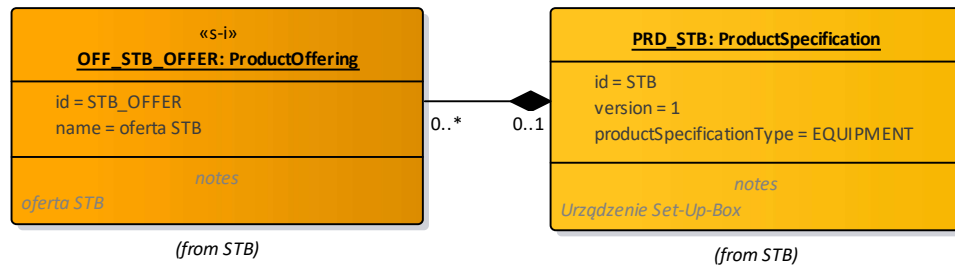 «s-i»
OFF_STB_OFFER: ProductOffering
id = STB_OFFER
name = oferta STB
notes
oferta STB
(from STB)
0..*
0..1
PRD_STB: ProductSpecification
id = STB
version = 1
productSpecificationType = EQUIPMENT
notes
Urządzenie Set-Up-Box
(from STB)